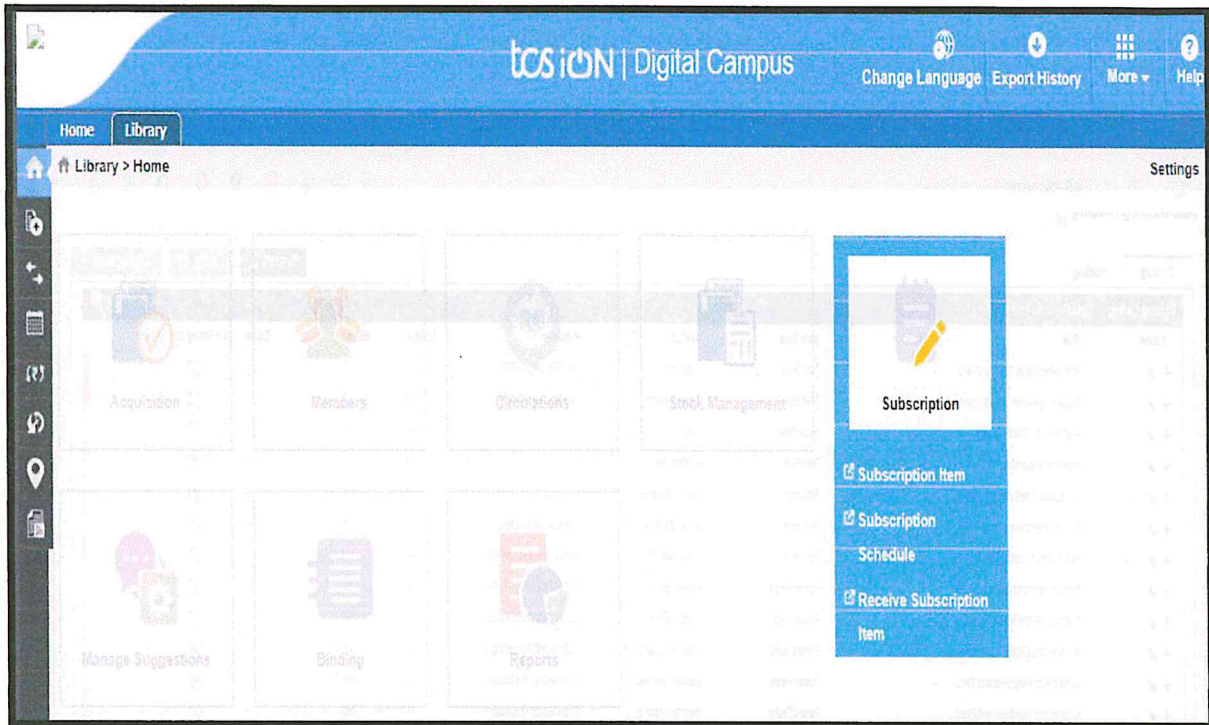 tcs iON | Digital Campus
Change Language Export History More Help
Home Library
Library > Home
Settings
Acquisition Members Circulations Stock Management Subscription
Subscription Item
Subscription
Schedule
Receive Subscription
Item
Manage Suggestions Binding Reports